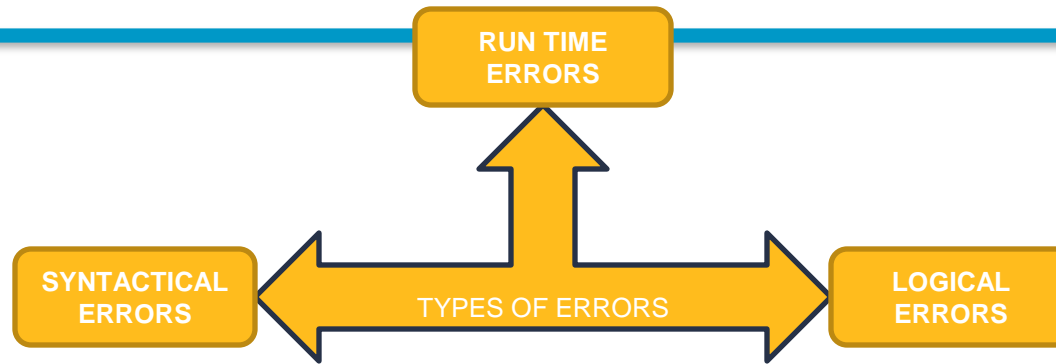 RUN TIME
ERRORS
SYNTACTICAL
ERRORS
TYPES OF ERRORS
LOGICAL
ERRORS